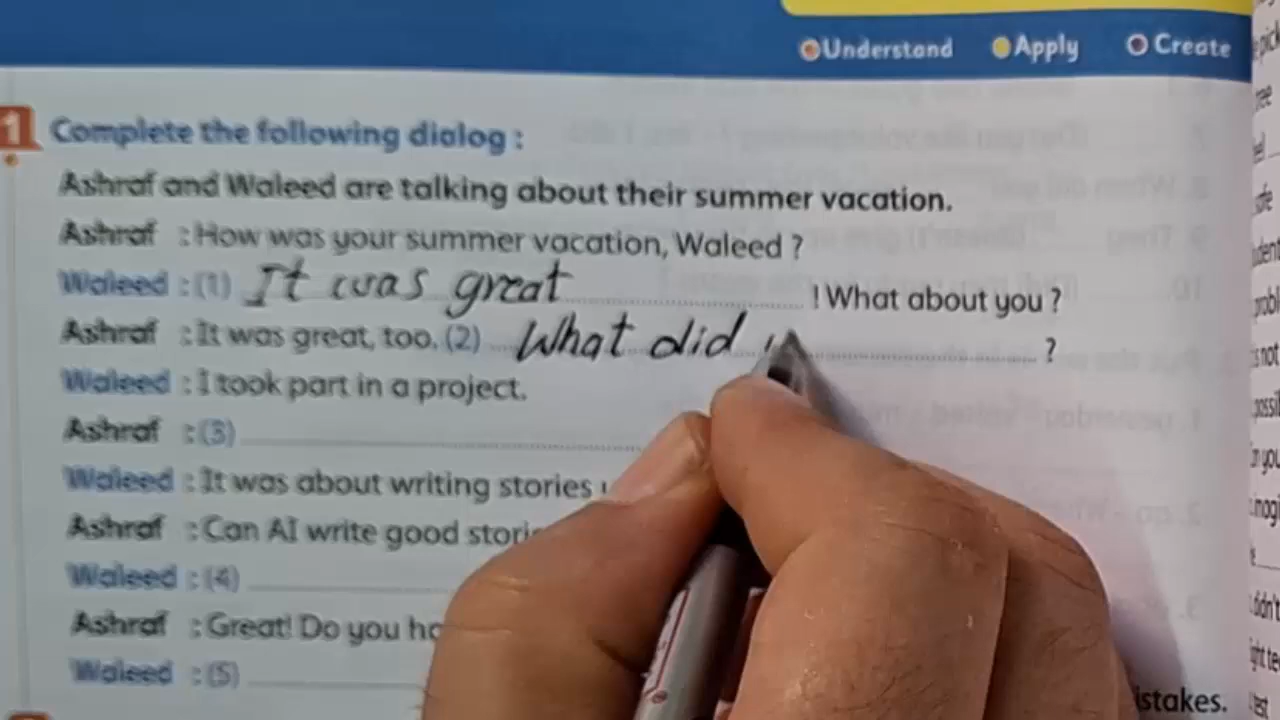 Understand Apply Create
1 Complete the following dialog :
Ashraf and Waleed are talking about their summer vacation.
Ashraf : How was your summer vacation, Waleed ?
Waleed : (1) It was great ! What about you ?
Ashraf : It was great, too. (2) What did ?
Waleed : I took part in a project.
Ashraf : (3)
Waleed : It was about writing stories
Ashraf : Can AI write good
Waleed : (4)
Ashraf : Great! Do you
Waleed : (5)
istakes.